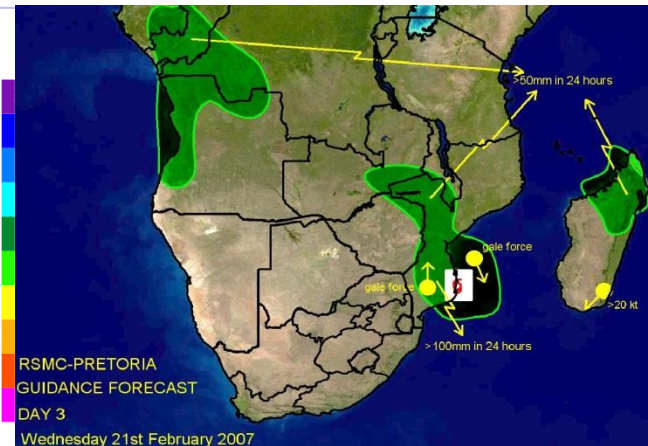 >50mm in 24 hours
gale force
gale force
>20 kt
>100mm in 24 hours
RSMC-PRETORIA
GUIDANCE FORECAST
DAY 3
Wednesday 21st February 2007